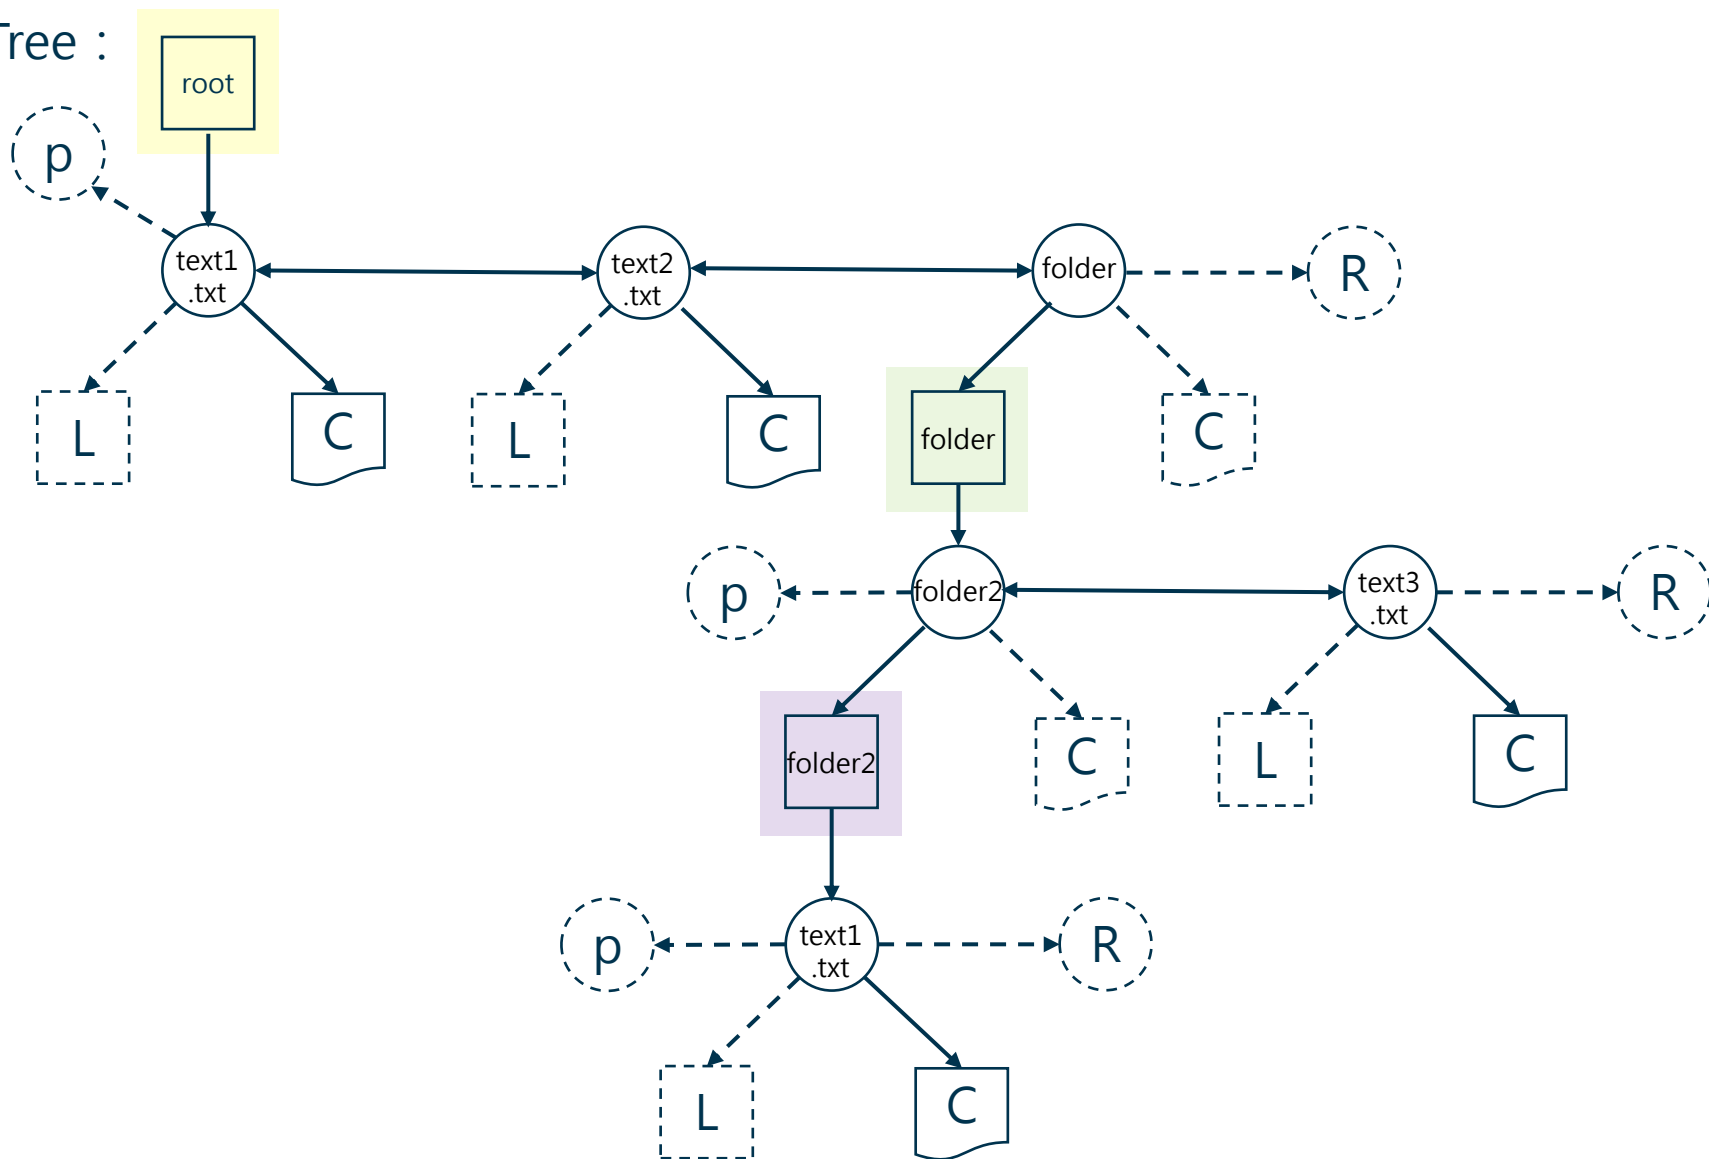 Tree :
root
p
text1
.txt
text2
.txt
folder
R
L
C
L
C
folder
C
p
folder2
text3
.txt
R
folder2
C
L
C
p
text1
.txt
R
L
C